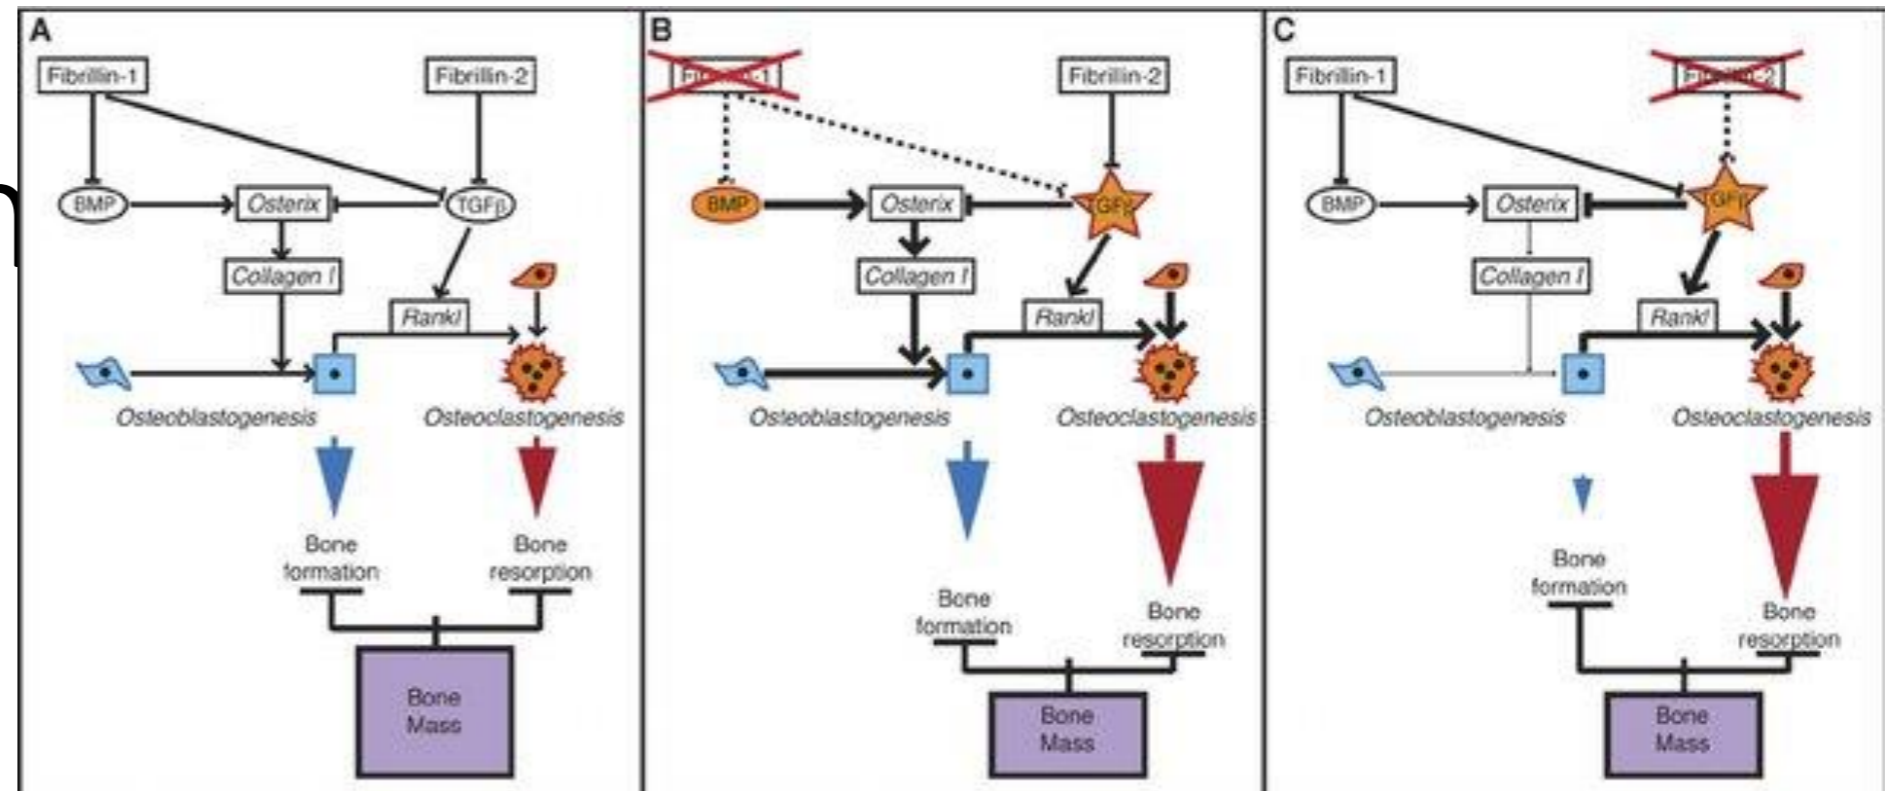 A
Fibrillin-1
Fibrillin-2
BMP
Osterix
TGFβ
Collagen I
Rankl
Osteoblastogenesis
Osteoclastogenesis
Bone
formation
Bone
resorption
Bone
Mass
B
Fibrillin-2
BMP
Osterix
TGFβ
Collagen I
Rankl
Osteoblastogenesis
Osteoclastogenesis
Bone
formation
Bone
resorption
Bone
Mass
C
Fibrillin-1
BMP
Osterix
TGFβ
Collagen I
Rankl
Osteoblastogenesis
Osteoclastogenesis
Bone
formation
Bone
resorption
Bone
Mass